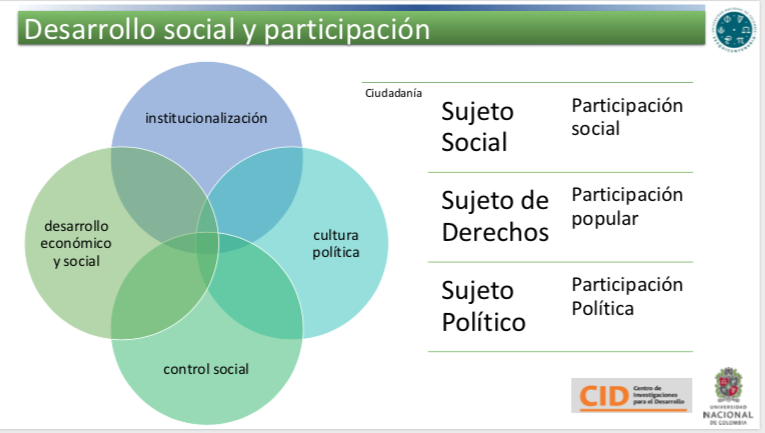 Desarrollo social y participación
institucionalización
desarrollo
económico
y social
cultura
política
control social
Ciudadanía
Sujeto
Social
Participación
social
Sujeto de
Derechos
Participación
popular
Sujeto
Político
Participación
Política
CID
Centro de
Investigaciones
para el Desarrollo
UNIVERSIDAD
NACIONAL
DE COLOMBIA